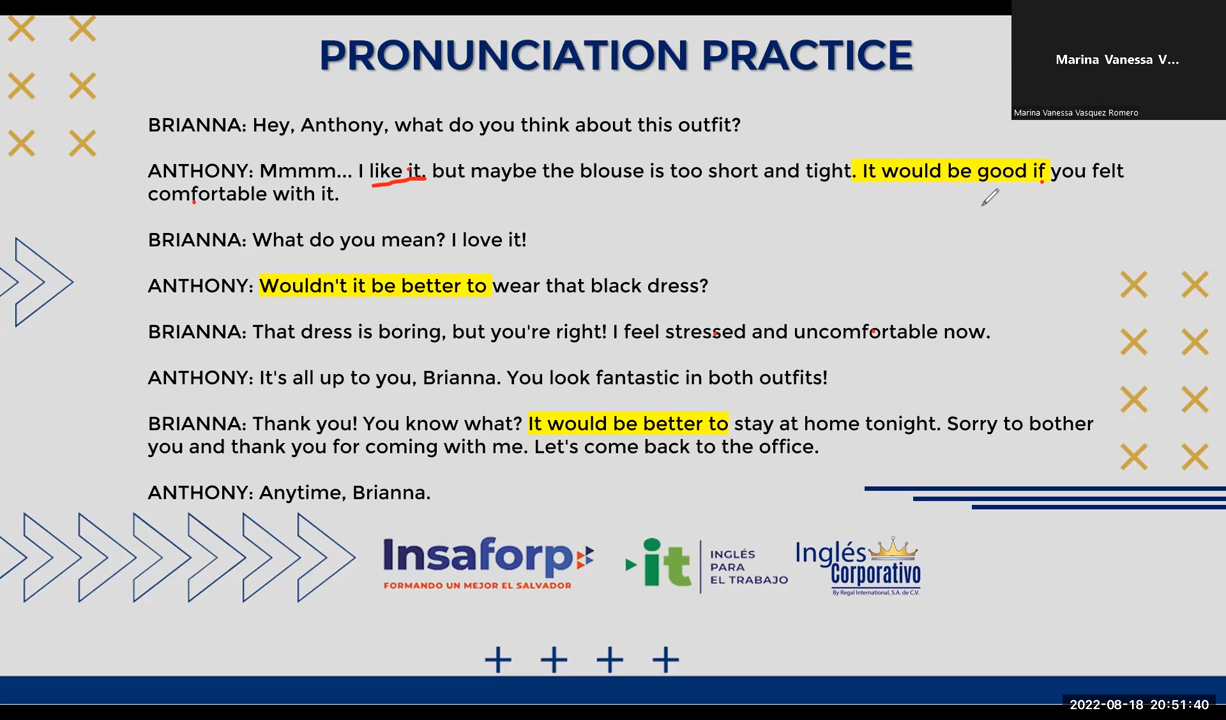 PRONUNCIATION PRACTICE
Marina Vanessa V...
Marina Vanessa Vasquez Romero
BRIANNA: Hey, Anthony, what do you think about this outfit?
ANTHONY: Mmmm... I like it. but maybe the blouse is too short and tight. It would be good if you felt
comfortable with it.
BRIANNA: What do you mean? I love it!
ANTHONY: Wouldn't it be better to wear that black dress?
BRIANNA: That dress is boring, but you're right! I feel stressed and uncomfortable now.
ANTHONY: It's all up to you, Brianna. You look fantastic in both outfits!
BRIANNA: Thank you! You know what? It would be better to stay at home tonight. Sorry to bother
you and thank you for coming with me. Let's come back to the office.
ANTHONY: Anytime, Brianna.
Insaforp
FORMANDO UN MEJOR EL SALVADOR
it
INGLÉS
PARA
EL TRABAJO
Inglés
Corporativo
By Regal International, S.A. de C.V.
2022-08-18 20:51:40